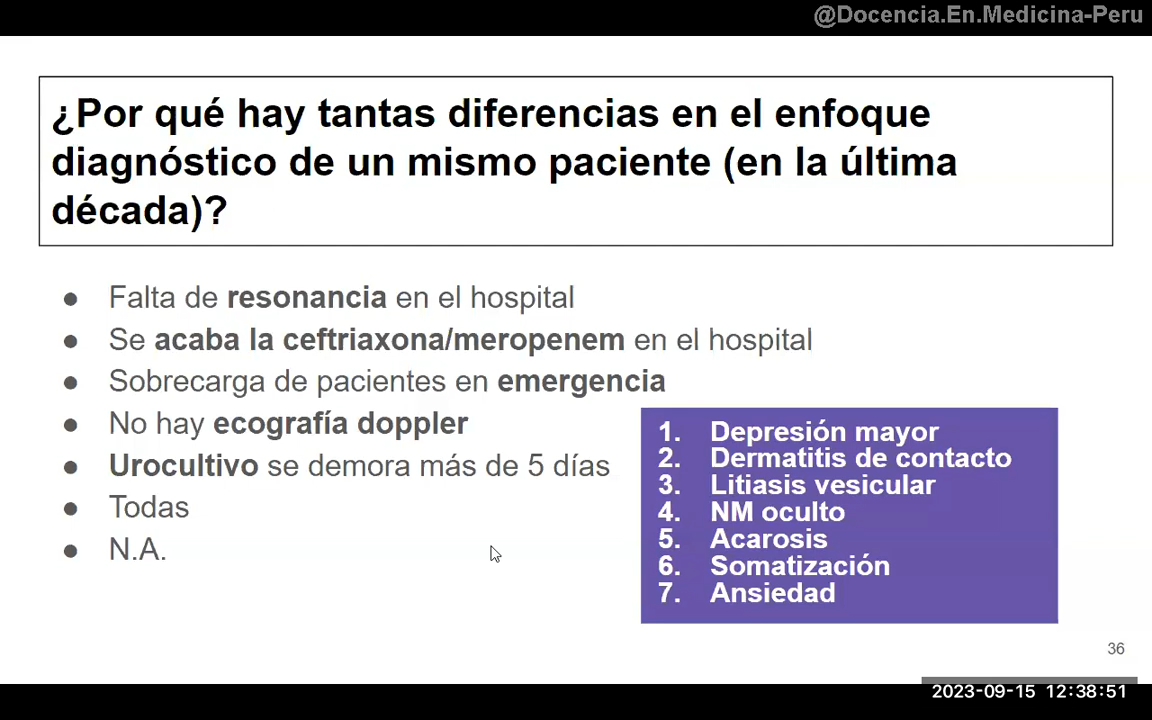 @Docencia.En.Medicina-Peru
¿Por qué hay tantas diferencias en el enfoque
diagnóstico de un mismo paciente (en la última
década)?
● Falta de resonancia en el hospital
● Se acaba la ceftriaxona/meropenem en el hospital
● Sobrecarga de pacientes en emergencia
● No hay ecografía doppler
● Urocultivo se demora más de 5 días
● Todas
● N.A.
1. Depresión mayor
2. Dermatitis de contacto
3. Litiasis vesicular
4. NM oculto
5. Acarosis
6. Somatización
7. Ansiedad
36
2023-09-15 12:38:51